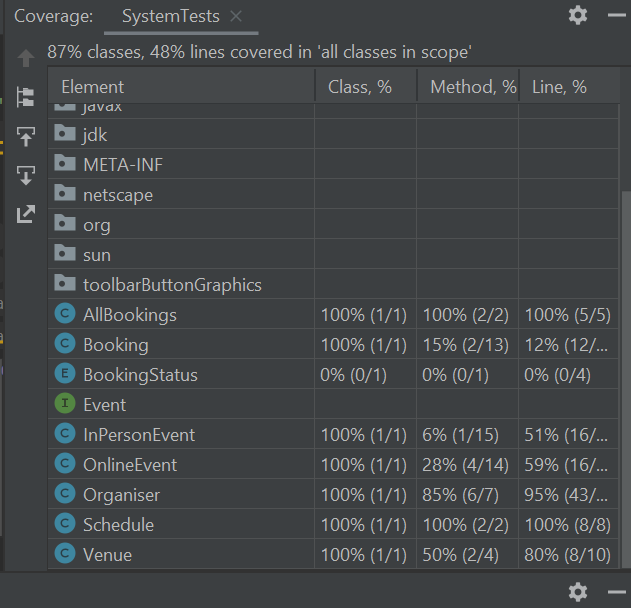 Coverage: SystemTests
87% classes, 48% lines covered in 'all classes in scope'
Element Class, % Method, % Line, %
javax
jdk
META-INF
netscape
org
sun
toolbarButtonGraphics
C AllBookings 100% (1/1) 100% (2/2) 100% (5/5)
C Booking 100% (1/1) 15% (2/13) 12% (12/...
E BookingStatus 0% (0/1) 0% (0/1) 0% (0/4)
I Event
C InPersonEvent 100% (1/1) 6% (1/15) 51% (16/...
C OnlineEvent 100% (1/1) 28% (4/14) 59% (16/...
C Organiser 100% (1/1) 85% (6/7) 95% (43/...
C Schedule 100% (1/1) 100% (2/2) 100% (8/8)
C Venue 100% (1/1) 50% (2/4) 80% (8/10)